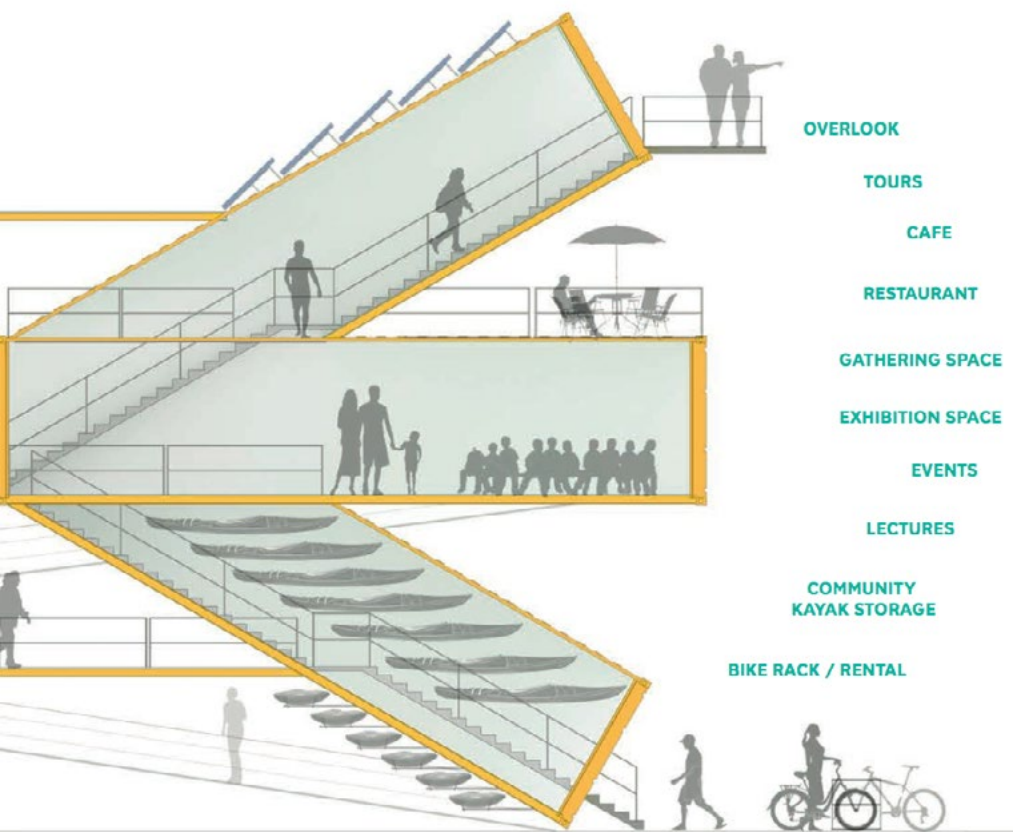 OVERLOOK
TOURS
CAFE
RESTAURANT
GATHERING SPACE
EXHIBITION SPACE
EVENTS
LECTURES
COMMUNITY
KAYAK STORAGE
BIKE RACK / RENTAL